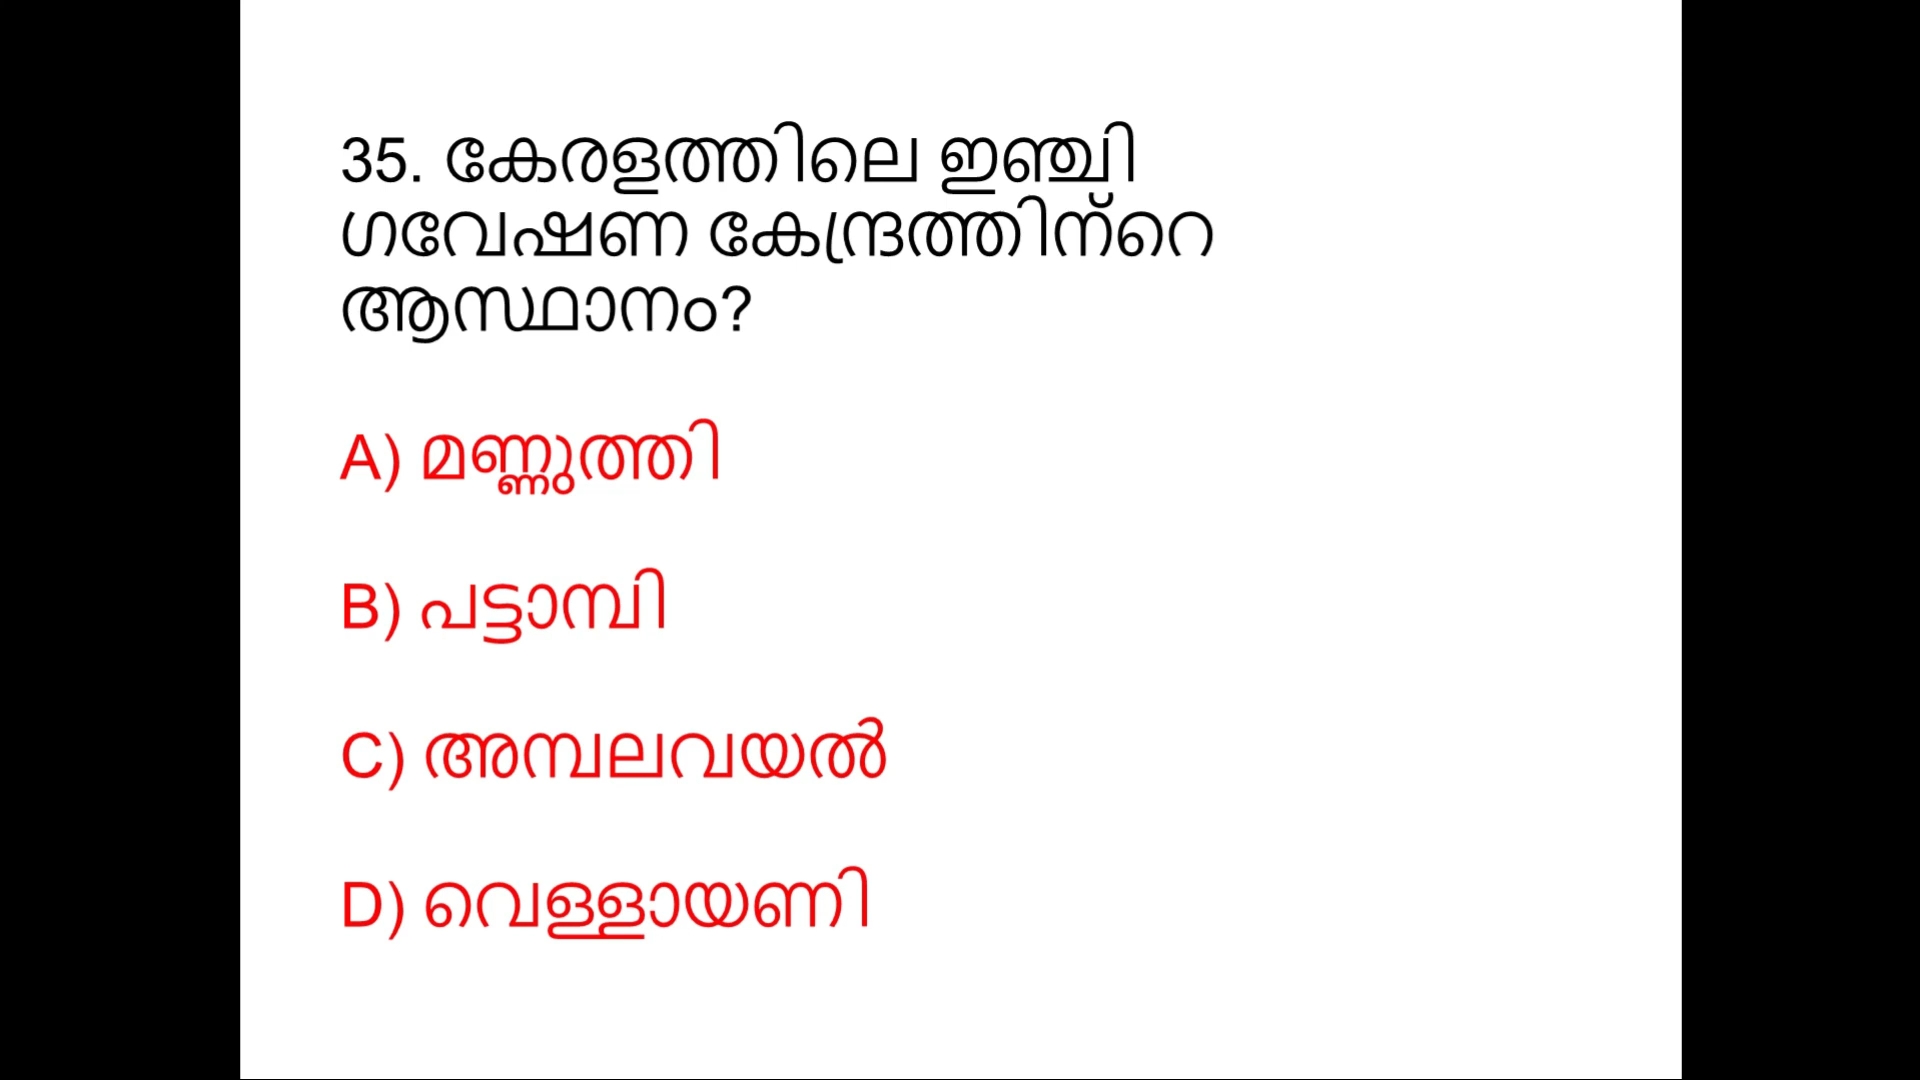 35. കേരളത്തിലെ ഇഞ്ചി
ഗവേഷണ കേന്ദ്രത്തിന്റെ
ആസ്ഥാനം?
A) മണ്ണുത്തി
B) പട്ടാമ്പി
C) അമ്പലവയൽ
D) വെള്ളായണി